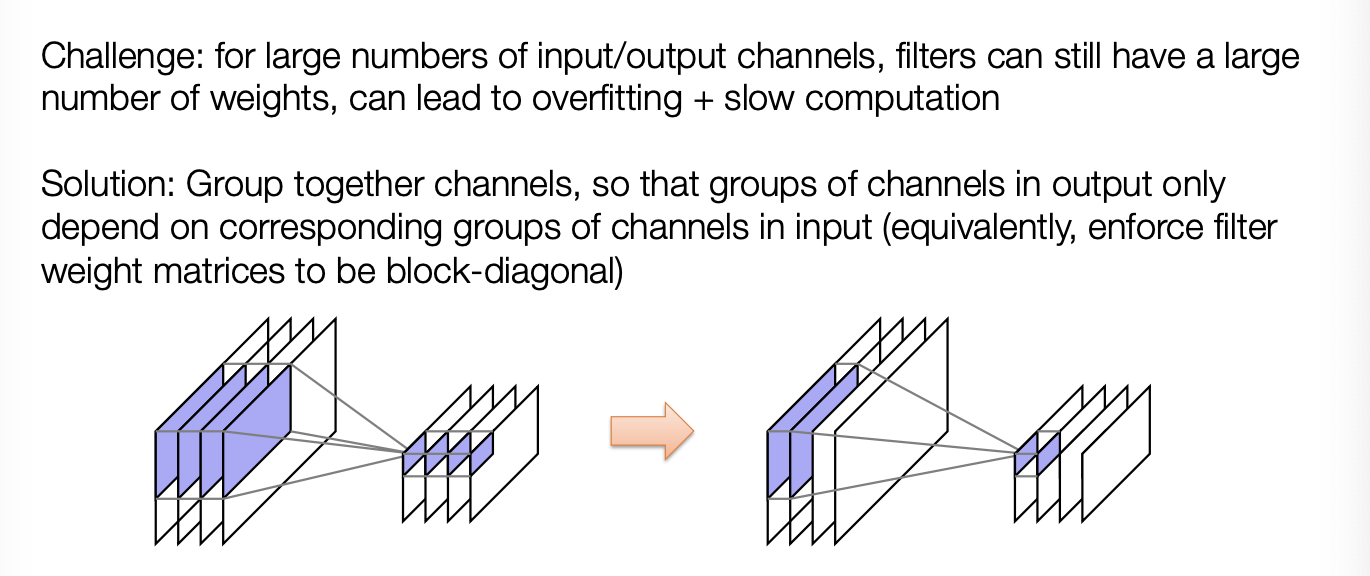 Challenge: for large numbers of input/output channels, filters can still have a large
number of weights, can lead to overfitting + slow computation
Solution: Group together channels, so that groups of channels in output only
depend on corresponding groups of channels in input (equivalently, enforce filter
weight matrices to be block-diagonal)